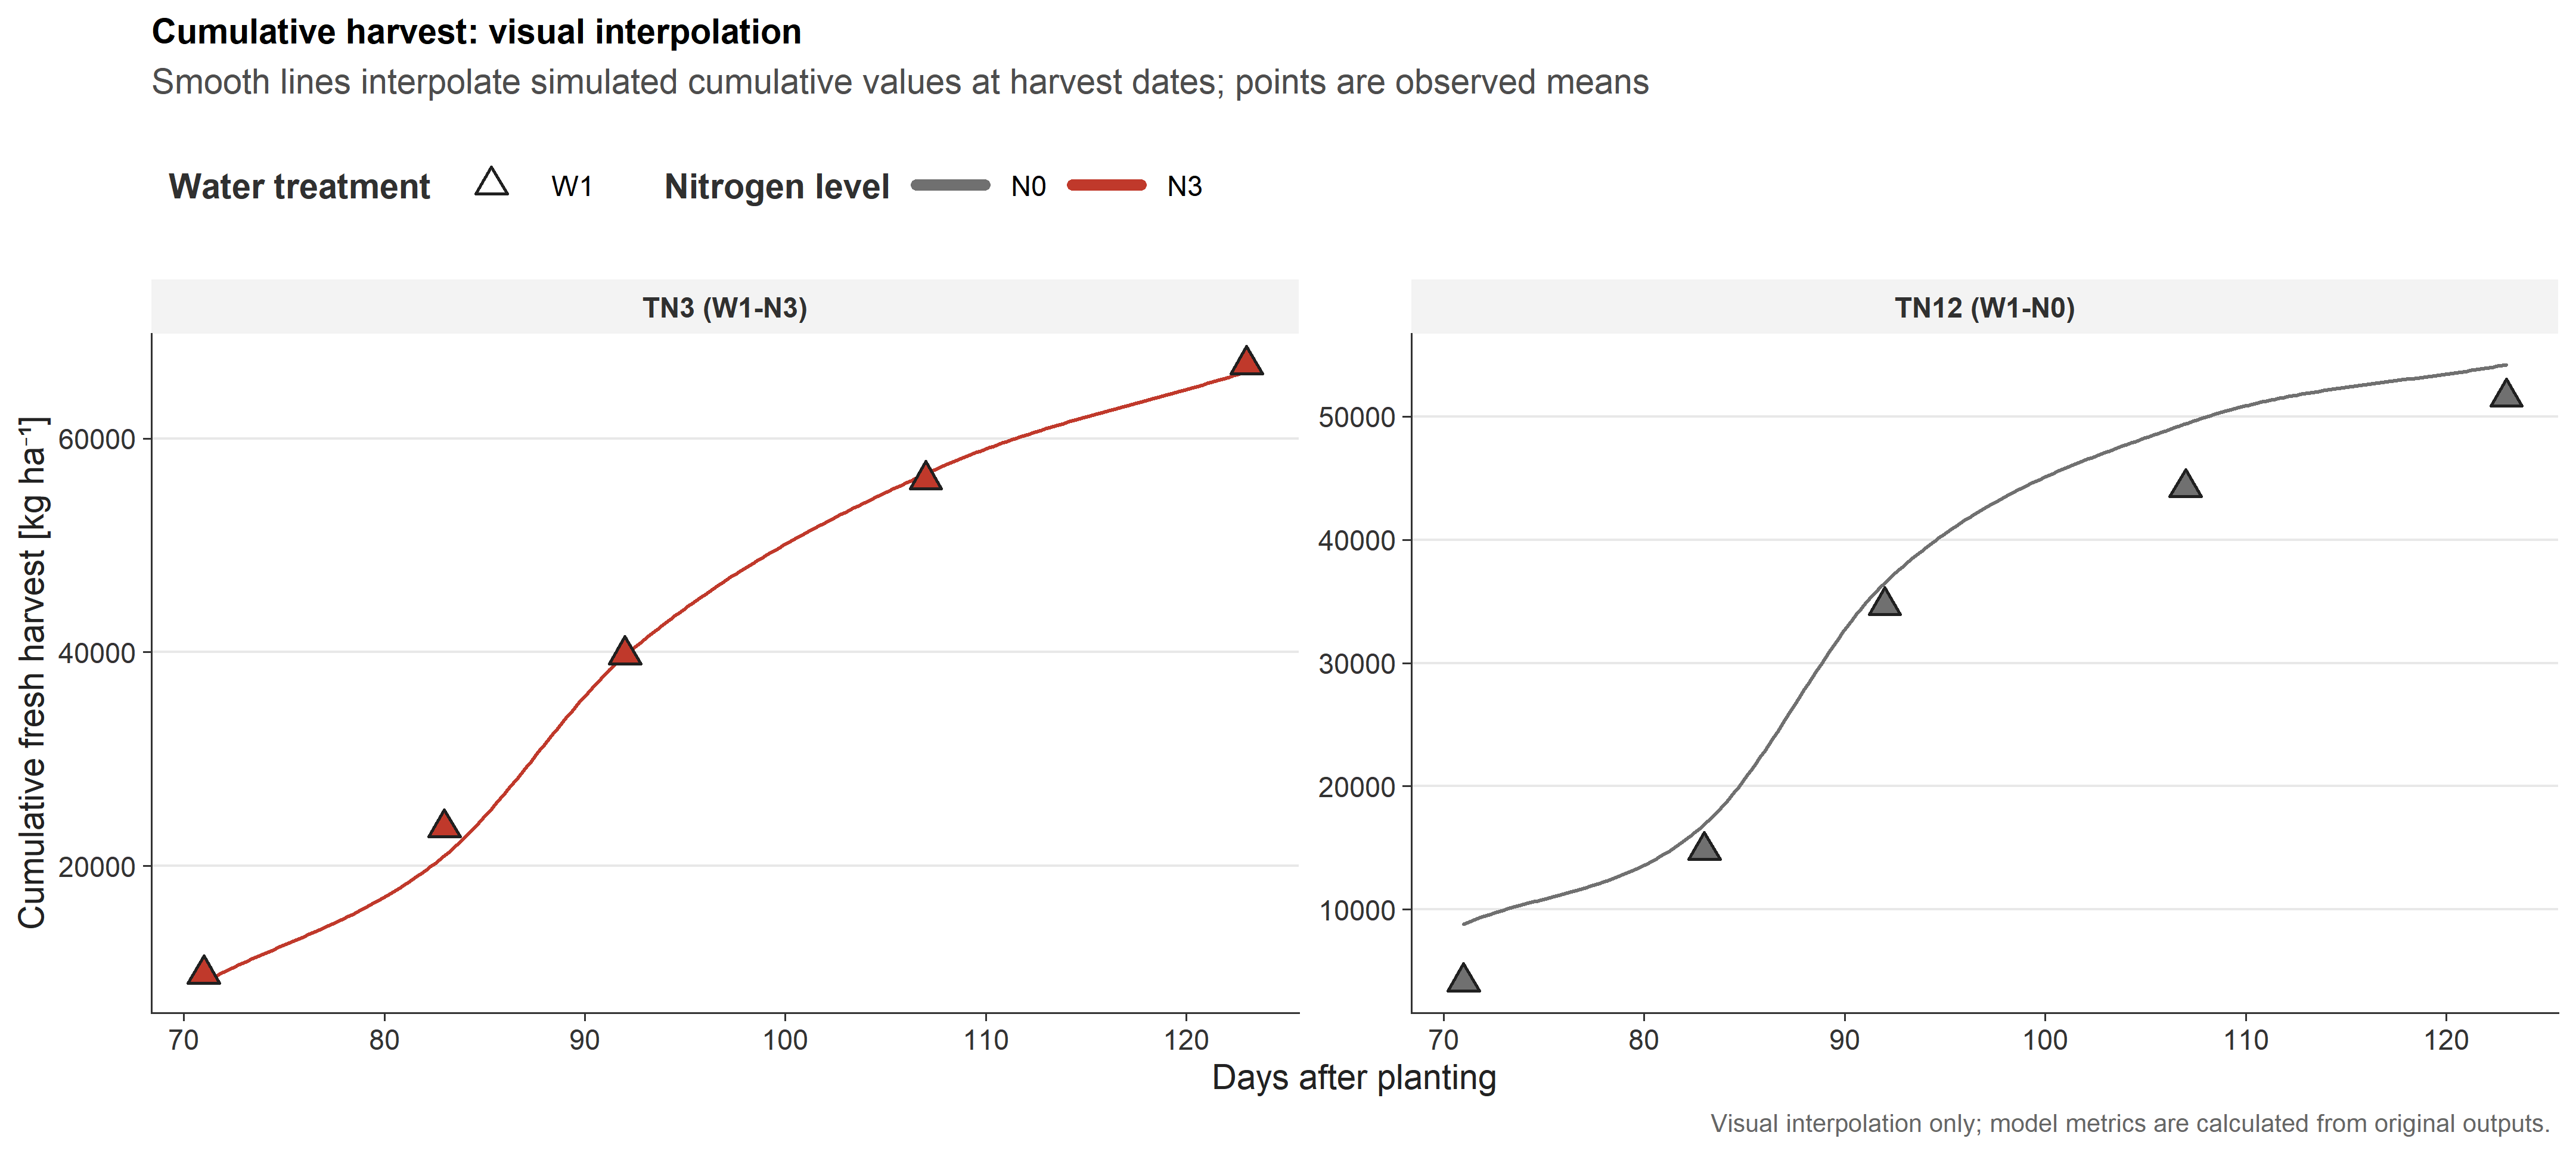 Cumulative harvest: visual interpolation
Smooth lines interpolate simulated cumulative values at harvest dates; points are observed means
Water treatment W1 Nitrogen level N0 N3
TN3 (W1-N3)
TN12 (W1-N0)
Cumulative fresh harvest [kg ha⁻¹]
60000
40000
20000
50000
40000
30000
20000
10000
70 80 90 100 110 120
70 80 90 100 110 120
Days after planting
Visual interpolation only; model metrics are calculated from original outputs.